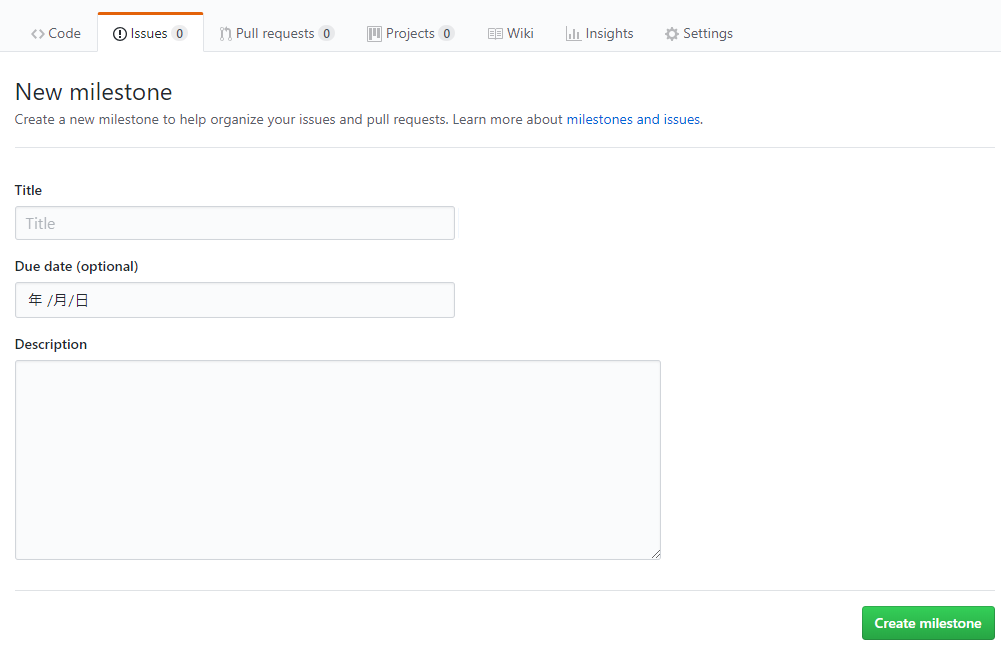 Code Issues 0 Pull requests 0 Projects 0 Wiki Insights Settings
New milestone
Create a new milestone to help organize your issues and pull requests. Learn more about milestones and issues.
Title
Title
Due date (optional)
年 /月/日
Description
Create milestone